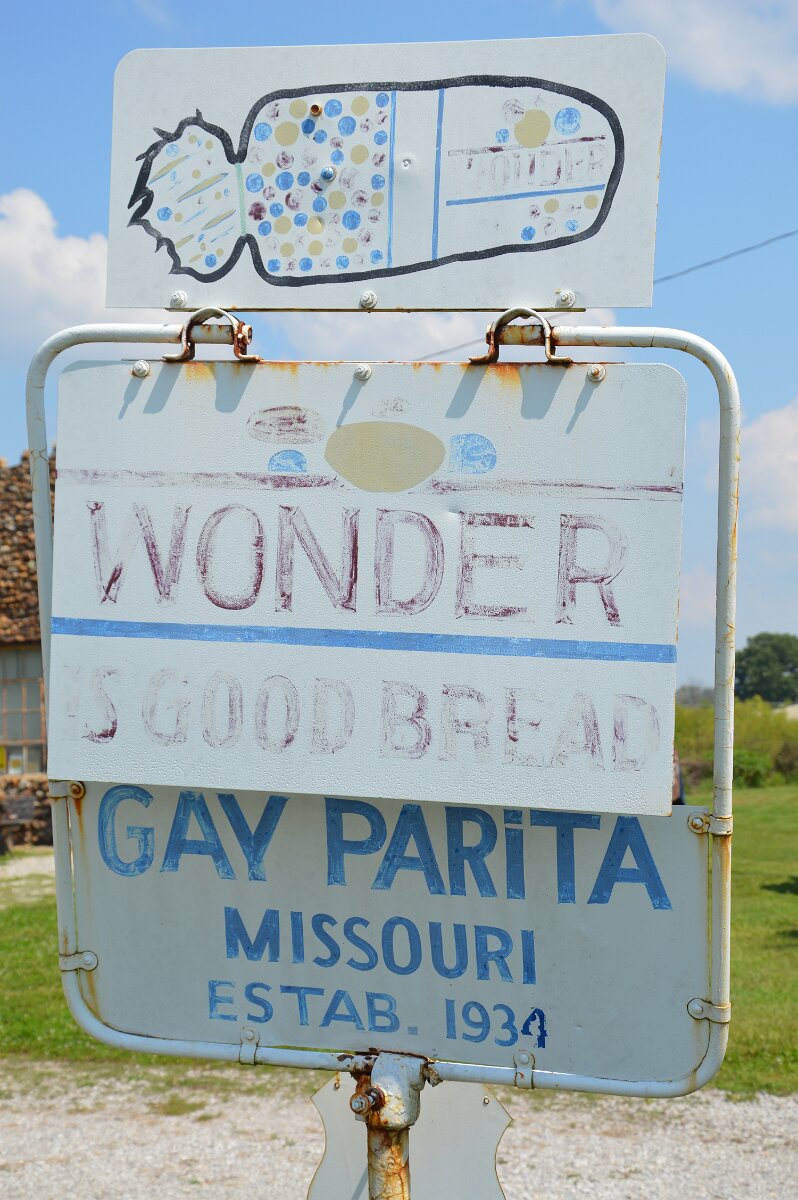 WONDER
WONDER
IS GOOD BREAD
GAY PARiTA
MISSOURI
ESTAB. 1934